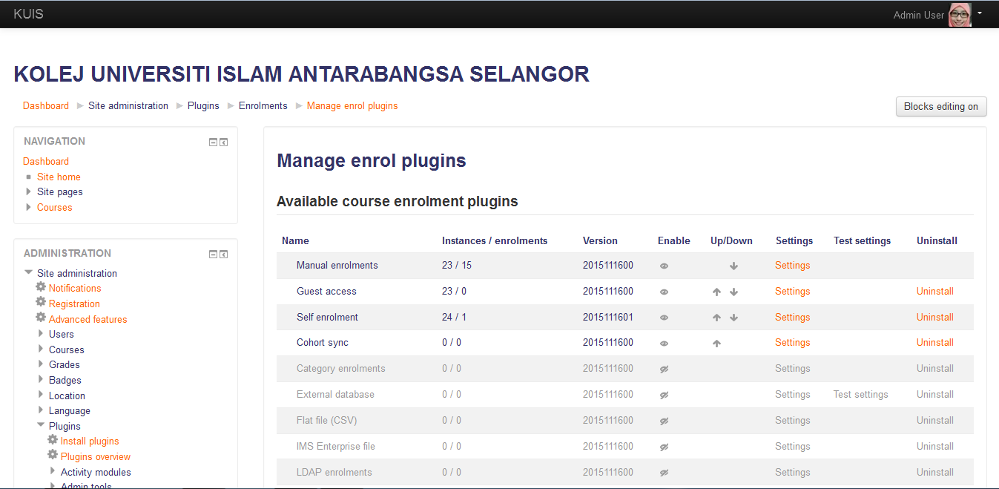 KUIS
Admin User
KOLEJ UNIVERSITI ISLAM ANTARABANGSA SELANGOR
Dashboard Site administration Plugins Enrolments Manage enrol plugins
Blocks editing on
NAVIGATION
Dashboard
Site home
Site pages
Courses
ADMINISTRATION
Site administration
Notifications
Registration
Advanced features
Users
Courses
Grades
Badges
Location
Language
Plugins
Install plugins
Plugins overview
Activity modules
Admin tools
Manage enrol plugins
Available course enrolment plugins
Name Instances / enrolments Version Enable Up/Down Settings Test settings Uninstall
Manual enrolments 23 / 15 2015111600 Settings
Guest access 23 / 0 2015111600 Settings Uninstall
Self enrolment 24 / 1 2015111601 Settings Uninstall
Cohort sync 0 / 0 2015111600 Settings Uninstall
Category enrolments 0 / 0 2015111600 Settings Uninstall
External database 0 / 0 2015111600 Settings Test settings Uninstall
Flat file (CSV) 0 / 0 2015111600 Settings Uninstall
IMS Enterprise file 0 / 0 2015111600 Settings Uninstall
LDAP enrolments 0 / 0 2015111600 Settings Uninstall